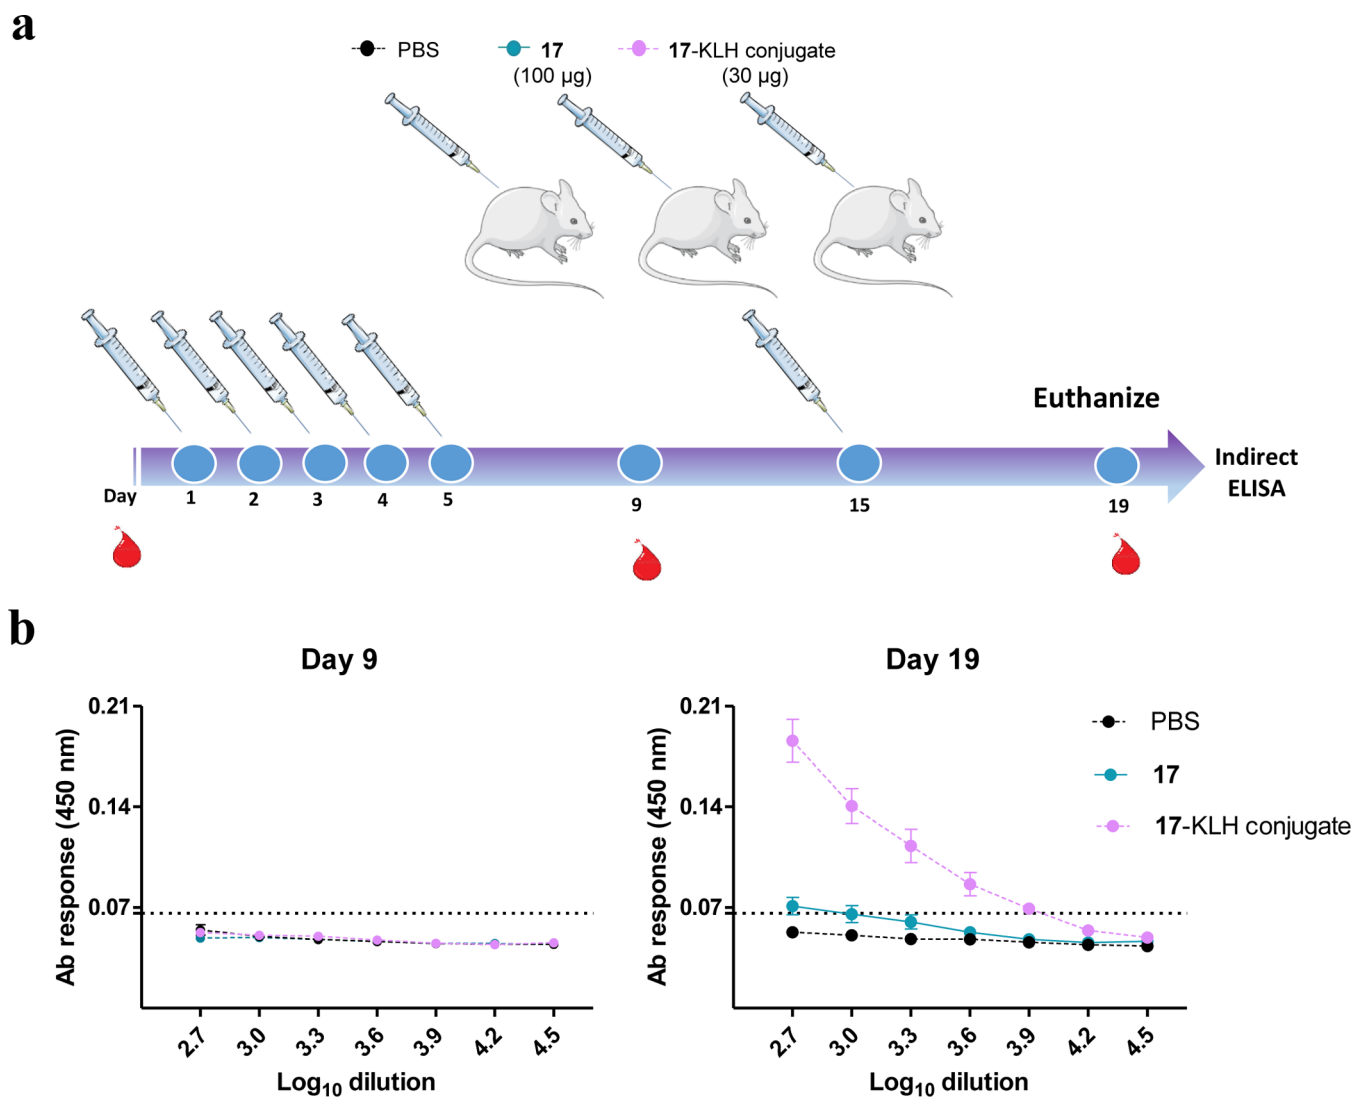 a
PBS
17
17-KLH conjugate
(100 µg)
(30 µg)
Euthanize
Indirect
ELISA
Day
1
2
3
4
5
9
15
19
b
Day 9
0.21
0.14
0.07
Ab response (450 nm)
2.7
3.0
3.3
3.6
3.9
4.2
4.5
Log10 dilution
Day 19
0.21
0.14
0.07
Ab response (450 nm)
2.7
3.0
3.3
3.6
3.9
4.2
4.5
Log10 dilution
PBS
17
17-KLH conjugate